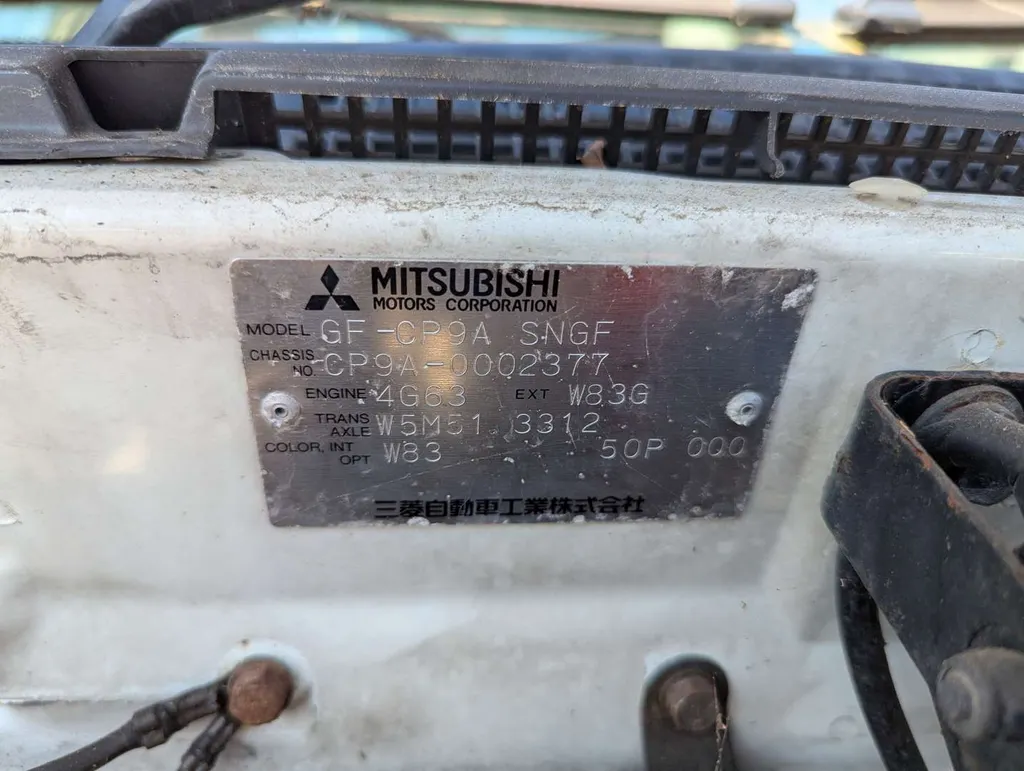 MITSUBISHI
MOTORS CORPORATION
MODEL GF-CP9A SNGF
CHASSIS NO. CP9A-0002377
ENGINE 4G63 EXT W83G
TRANS AXLE W5M51 3312
COLOR, INT OPT W83 50P 000
三菱自動車工業株式会社